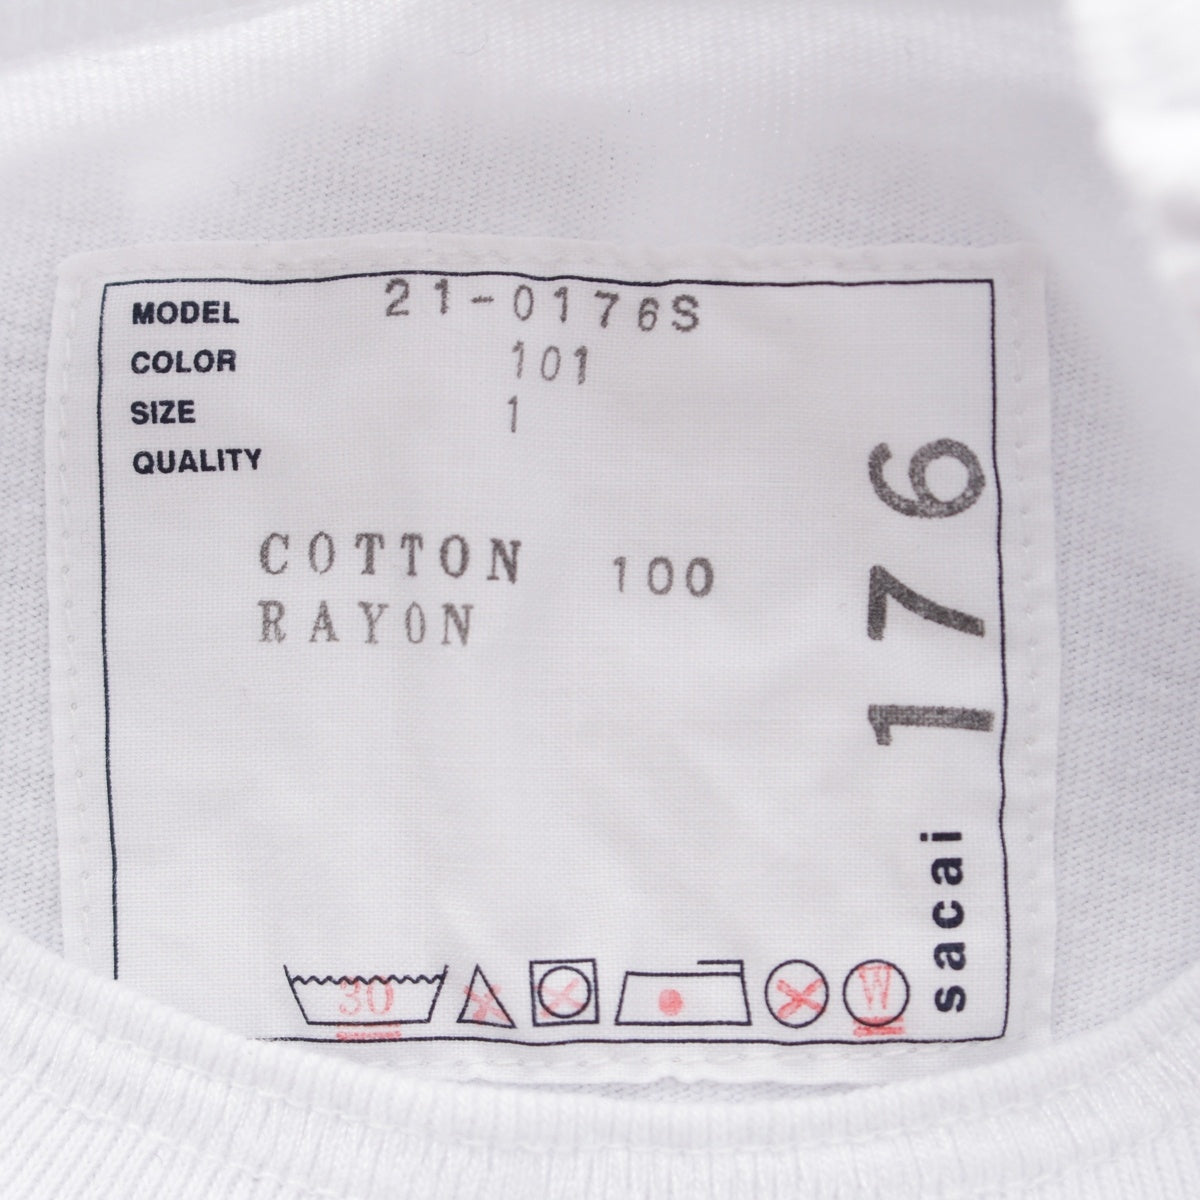 MODEL 21-0176S
COLOR 101
SIZE 1
QUALITY
COTTON 100
RAYON
176
sacai
30 W